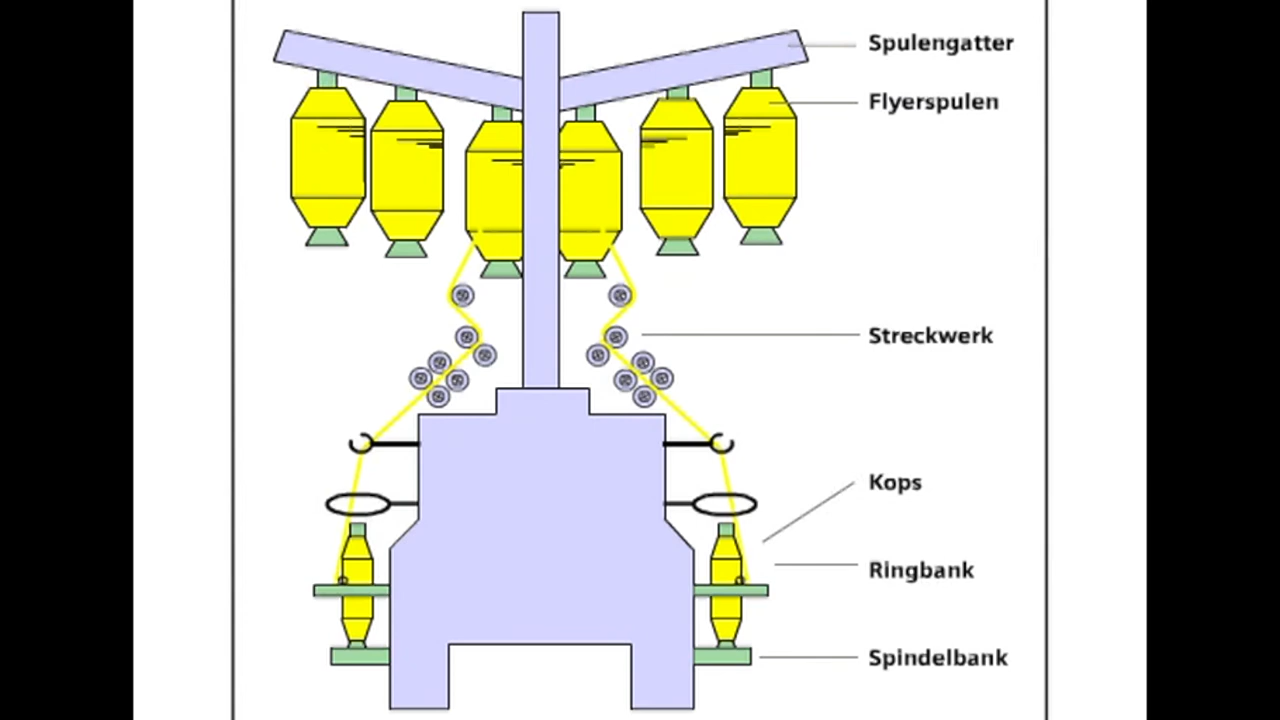 Spulengatter
Flyerspulen
Streckwerk
Kops
Ringbank
Spindelbank